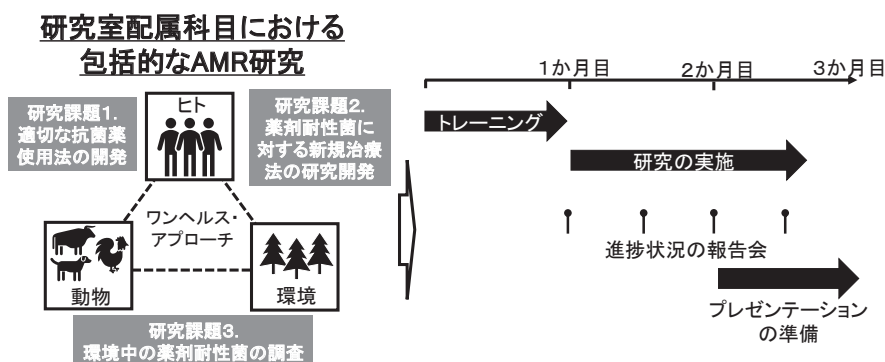 研究室配属科目における
包括的なAMR研究
研究課題1.
適切な抗菌薬
使用法の開発
ヒト
研究課題2.
薬剤耐性菌に
対する新規治療
法の研究開発
ワンヘルス・
アプローチ
動物
環境
研究課題3.
環境中の薬剤耐性菌の調査
1か月目
2か月目
3か月目
トレーニング
研究の実施
進捗状況の報告会
プレゼンテーション
の準備